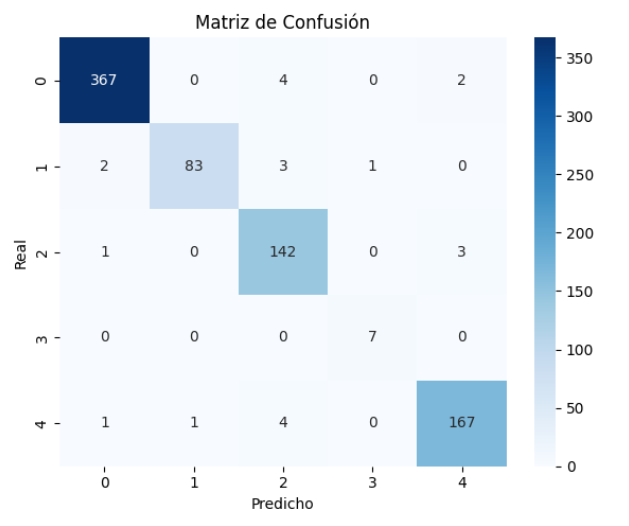 Matriz de Confusión
0 367 0 4 0 2
1 2 83 3 1 0
2 1 0 142 0 3
3 0 0 0 7 0
4 1 1 4 0 167
Real
0 1 2 3 4
Predicho
350
300
250
200
150
100
50
0